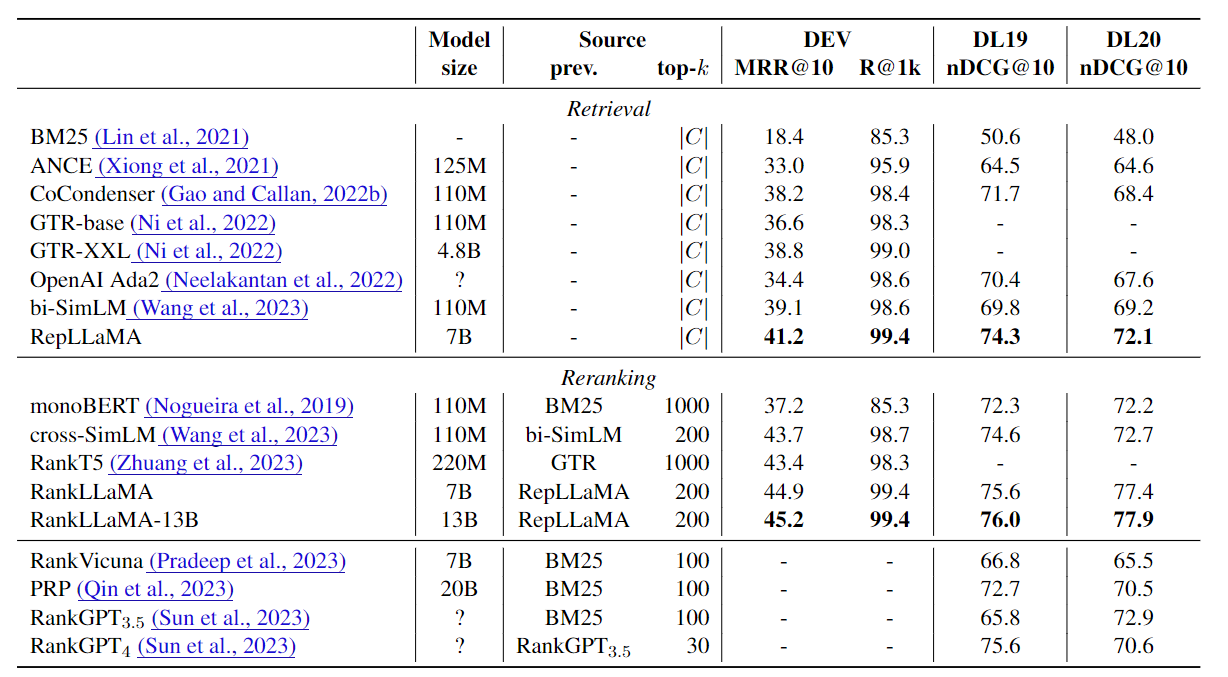 Model Source DEV DL19 DL20
size prev. top-k MRR@10 R@1k nDCG@10 nDCG@10
Retrieval
BM25 (Lin et al., 2021) - - |C| 18.4 85.3 50.6 48.0
ANCE (Xiong et al., 2021) 125M - |C| 33.0 95.9 64.5 64.6
CoCondenser (Gao and Callan, 2022b) 110M - |C| 38.2 98.4 71.7 68.4
GTR-base (Ni et al., 2022) 110M - |C| 36.6 98.3 - -
GTR-XXL (Ni et al., 2022) 4.8B - |C| 38.8 99.0 - -
OpenAI Ada2 (Neelakantan et al., 2022) ? - |C| 34.4 98.6 70.4 67.6
bi-SimLM (Wang et al., 2023) 110M - |C| 39.1 98.6 69.8 69.2
RepLLaMA 7B - |C| 41.2 99.4 74.3 72.1
Reranking
monoBERT (Nogueira et al., 2019) 110M BM25 1000 37.2 85.3 72.3 72.2
cross-SimLM (Wang et al., 2023) 110M bi-SimLM 200 43.7 98.7 74.6 72.7
RankT5 (Zhuang et al., 2023) 220M GTR 1000 43.4 98.3 - -
RankLLaMA 7B RepLLaMA 200 44.9 99.4 75.6 77.4
RankLLaMA-13B 13B RepLLaMA 200 45.2 99.4 76.0 77.9
RankVicuna (Pradeep et al., 2023) 7B BM25 100 - - 66.8 65.5
PRP (Qin et al., 2023) 20B BM25 100 - - 72.7 70.5
RankGPT3.5 (Sun et al., 2023) ? BM25 100 - - 65.8 72.9
RankGPT4 (Sun et al., 2023) ? RankGPT3.5 30 - - 75.6 70.6